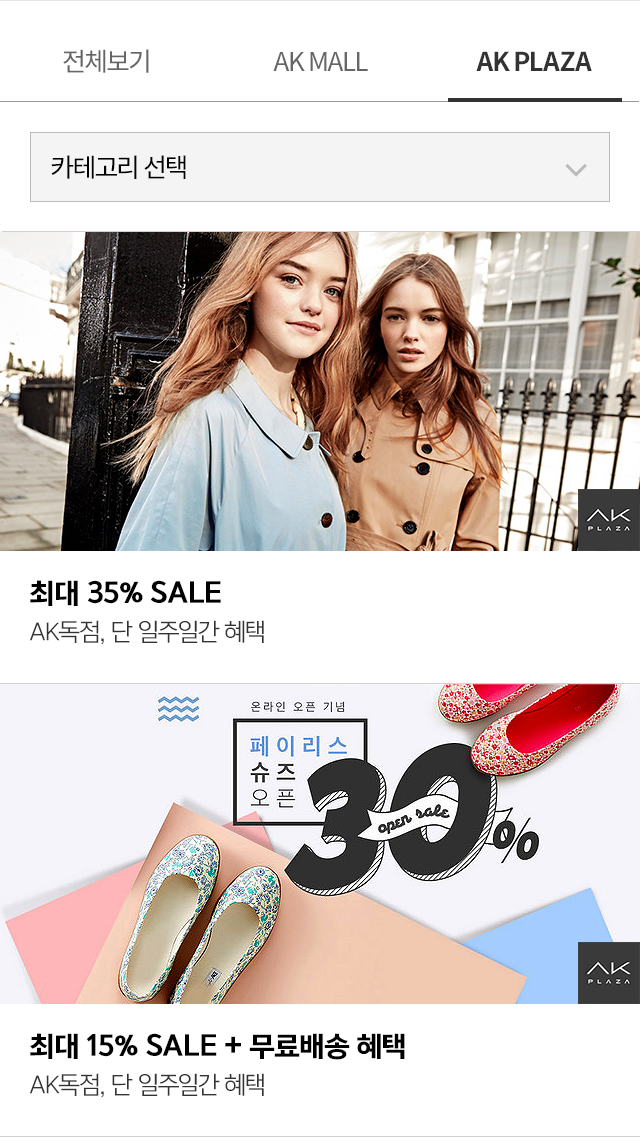 전체보기
AK MALL
AK PLAZA
카테고리 선택
AK
PLAZA
최대 35% SALE
AK독점, 단 일주일간 혜택
온라인 오픈 기념
페이리스
슈즈
오픈
30%
open sale
AK
PLAZA
최대 15% SALE + 무료배송 혜택
AK독점, 단 일주일간 혜택